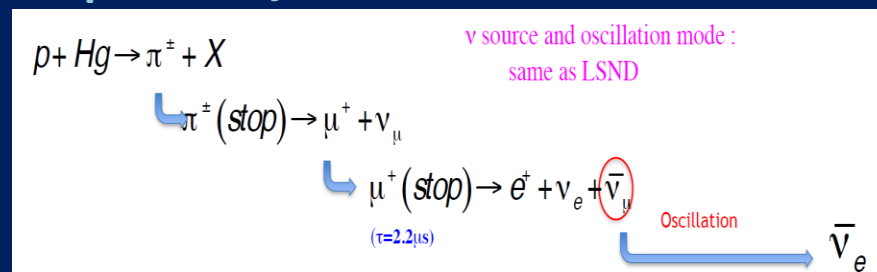 p+ Hg→π± + X
ν source and oscillation mode :
same as LSND
π±(stop)→μ+ +νμ
μ+(stop)→ e+ +νe+ν̄μ
(τ=2.2μs)
Oscillation
ν̄e